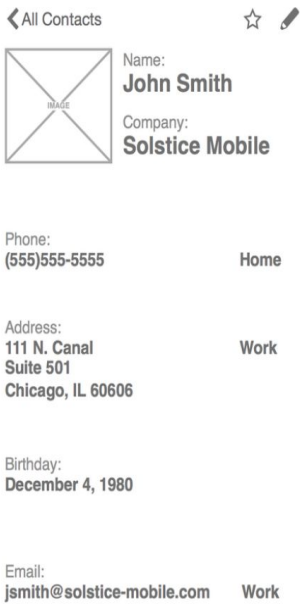 All Contacts
IMAGE
Name:
John Smith
Company:
Solstice Mobile
Phone:
(555)555-5555 Home
Address:
111 N. Canal Work
Suite 501
Chicago, IL 60606
Birthday:
December 4, 1980
Email:
jsmith@solstice-mobile.com Work